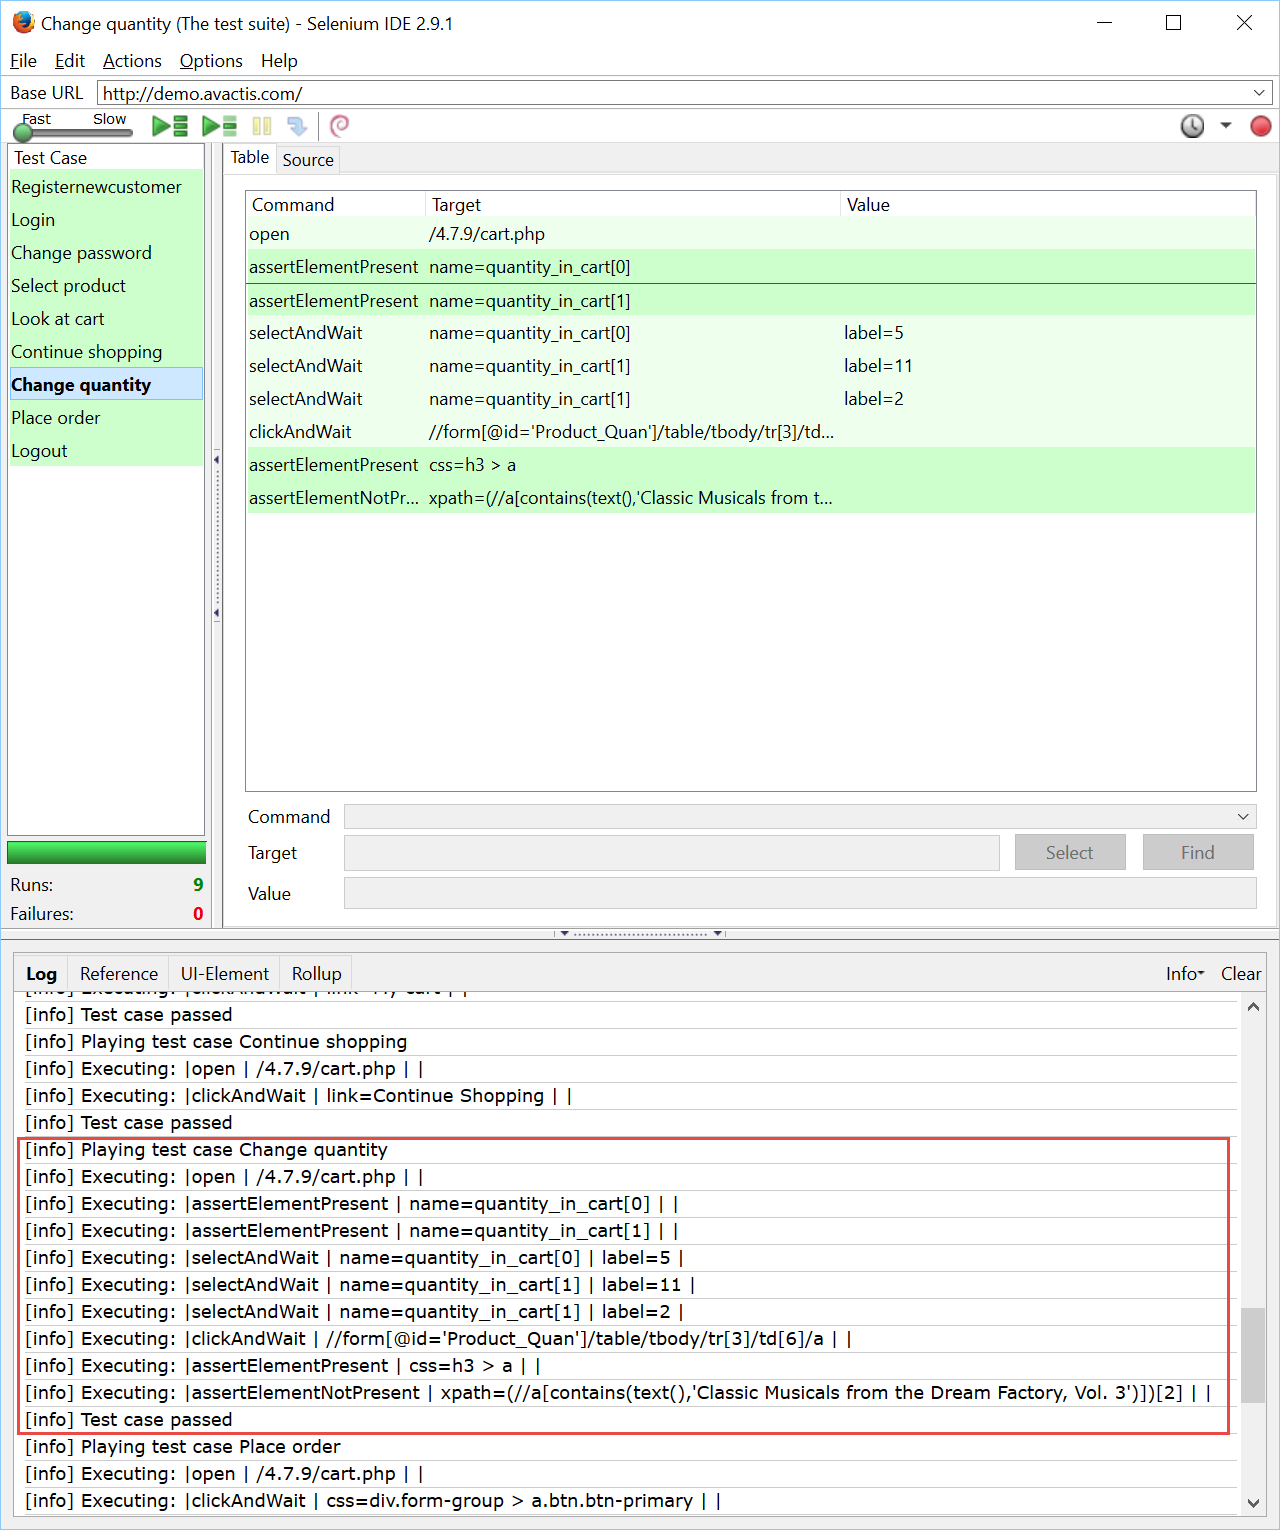 Change quantity (The test suite) - Selenium IDE 2.9.1
File Edit Actions Options Help
Base URL http://demo.avactis.com/
Fast Slow
Test Case
Registernewcustomer
Login
Change password
Select product
Look at cart
Continue shopping
Change quantity
Place order
Logout
Runs: 9
Failures: 0
Table Source
Command Target Value
open /4.7.9/cart.php
assertElementPresent name=quantity_in_cart[0]
assertElementPresent name=quantity_in_cart[1]
selectAndWait name=quantity_in_cart[0] label=5
selectAndWait name=quantity_in_cart[1] label=11
selectAndWait name=quantity_in_cart[1] label=2
clickAndWait //form[@id='Product_Quan']/table/tbody/tr[3]/td...
assertElementPresent css=h3 > a
assertElementNotPr... xpath=(//a[contains(text(),'Classic Musicals from t...
Command
Target Select Find
Value
Log Reference UI-Element Rollup Info Clear
[info] Executing: |clickAndWait | link=My Cart | |
[info] Test case passed
[info] Playing test case Continue shopping
[info] Executing: |open | /4.7.9/cart.php | |
[info] Executing: |clickAndWait | link=Continue Shopping | |
[info] Test case passed
[info] Playing test case Change quantity
[info] Executing: |open | /4.7.9/cart.php | |
[info] Executing: |assertElementPresent | name=quantity_in_cart[0] | |
[info] Executing: |assertElementPresent | name=quantity_in_cart[1] | |
[info] Executing: |selectAndWait | name=quantity_in_cart[0] | label=5 |
[info] Executing: |selectAndWait | name=quantity_in_cart[1] | label=11 |
[info] Executing: |selectAndWait | name=quantity_in_cart[1] | label=2 |
[info] Executing: |clickAndWait | //form[@id='Product_Quan']/table/tbody/tr[3]/td[6]/a | |
[info] Executing: |assertElementPresent | css=h3 > a | |
[info] Executing: |assertElementNotPresent | xpath=(//a[contains(text(),'Classic Musicals from the Dream Factory, Vol. 3')])[2] | |
[info] Test case passed
[info] Playing test case Place order
[info] Executing: |open | /4.7.9/cart.php | |
[info] Executing: |clickAndWait | css=div.form-group > a.btn.btn-primary | |